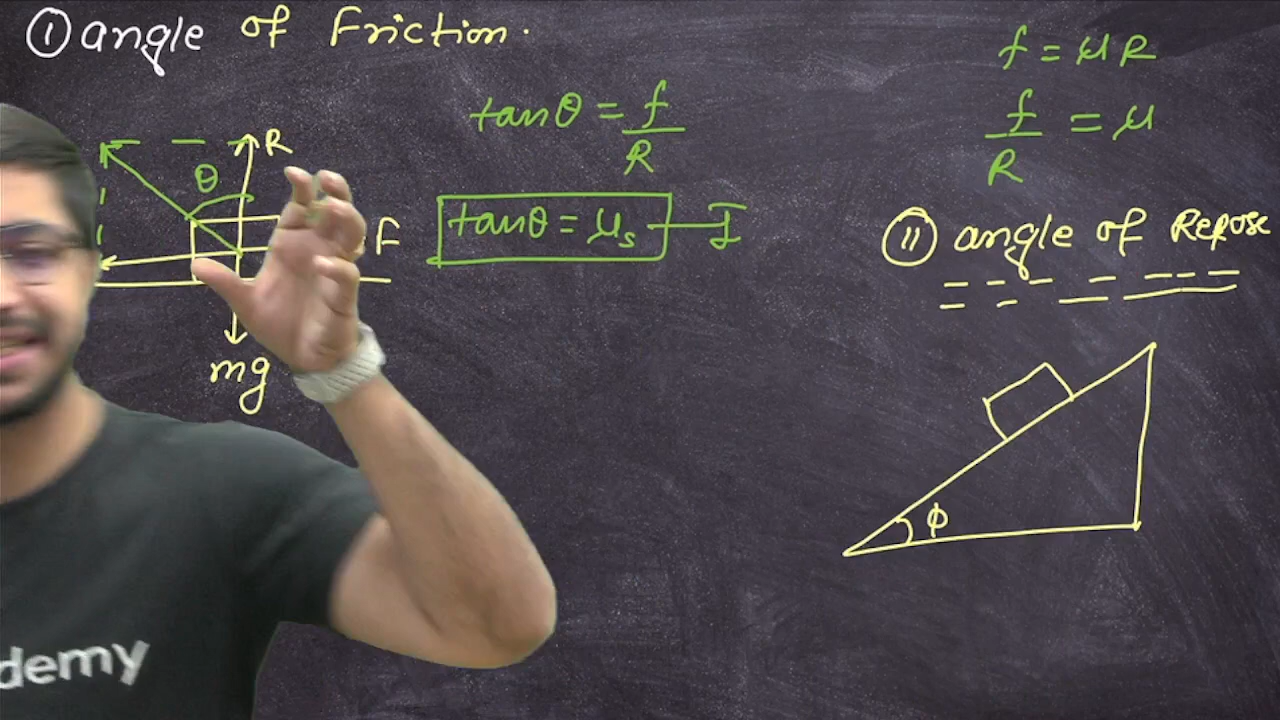 ① angle of Friction.
R
θ
F
mg
tanθ = f/R
tanθ = μₛ — I
f = μR
f/R = μ
⑪ angle of Repose
ϕ
demy